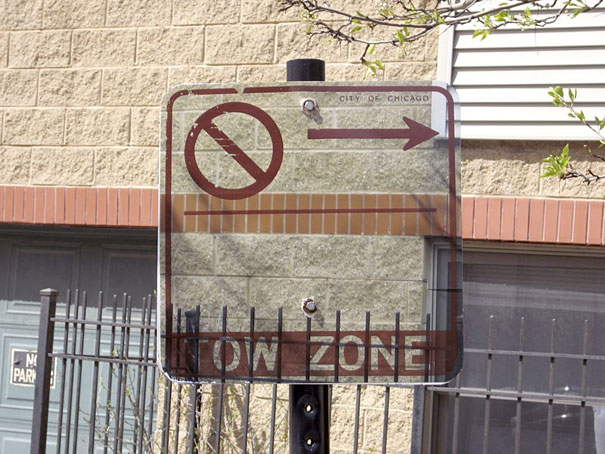 CITY OF CHICAGO
TOW ZONE
NO
PARK